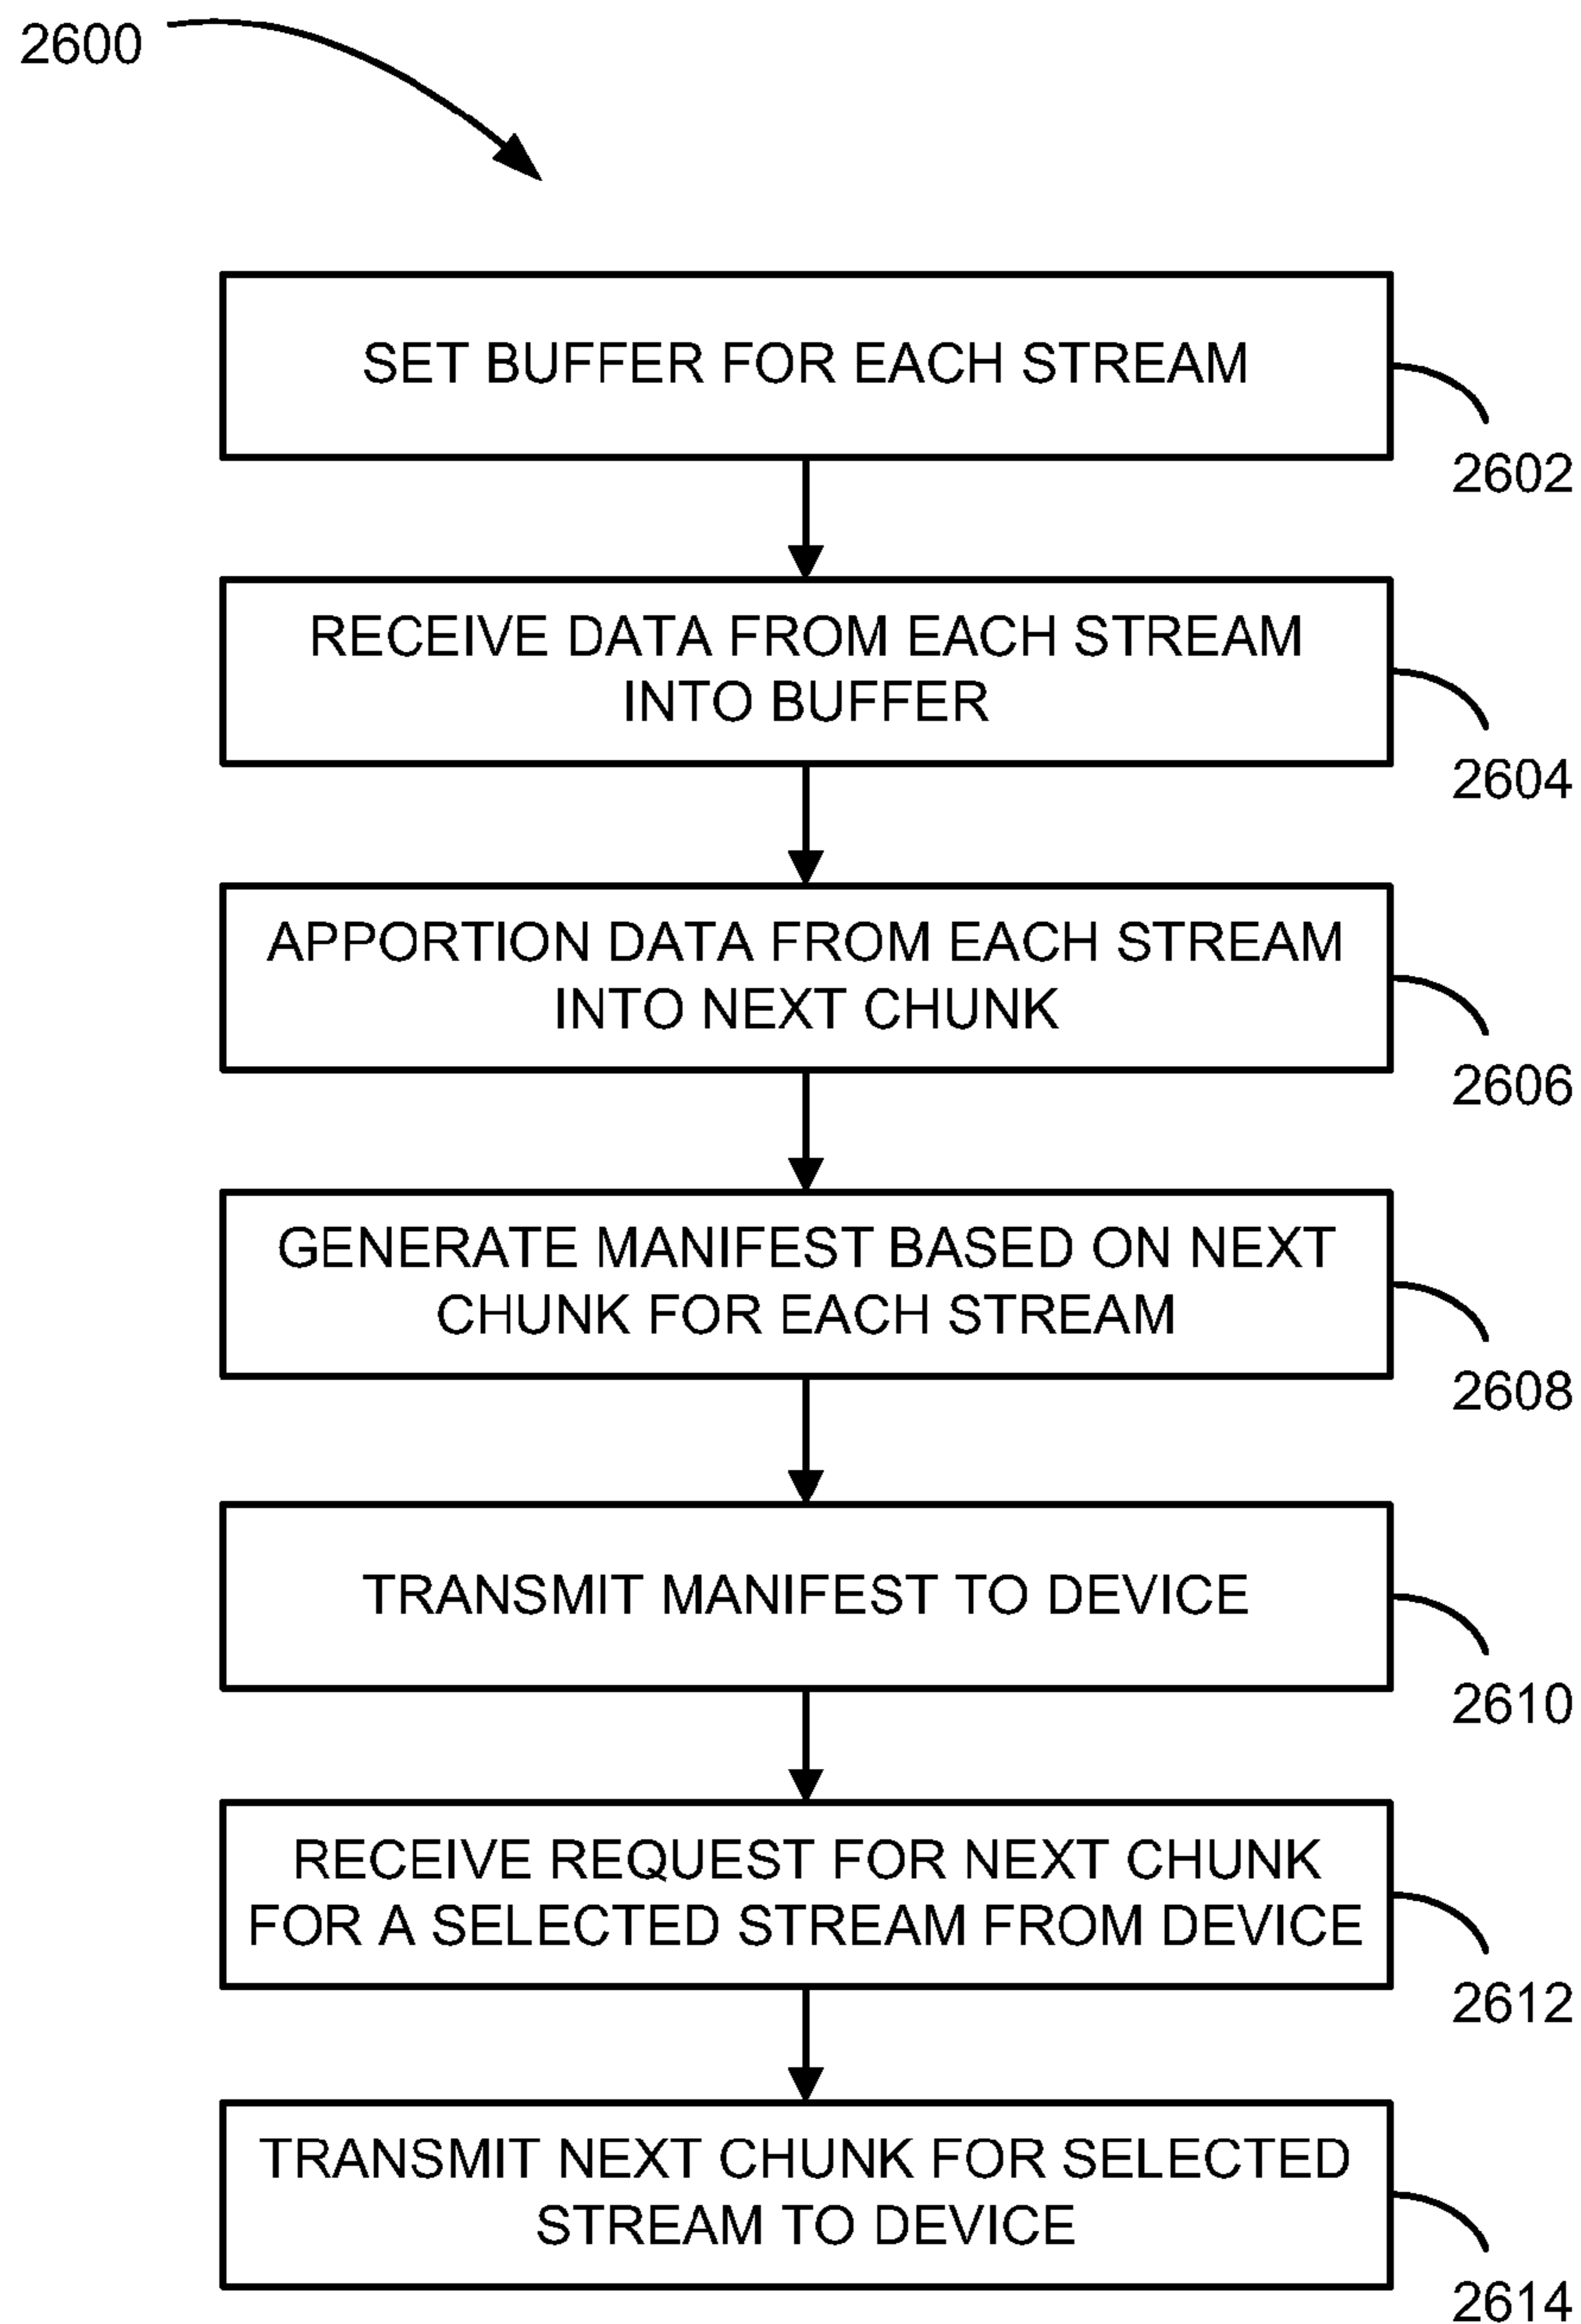 2600
SET BUFFER FOR EACH STREAM
2602
RECEIVE DATA FROM EACH STREAM
INTO BUFFER
2604
APPORTION DATA FROM EACH STREAM
INTO NEXT CHUNK
2606
GENERATE MANIFEST BASED ON NEXT
CHUNK FOR EACH STREAM
2608
TRANSMIT MANIFEST TO DEVICE
2610
RECEIVE REQUEST FOR NEXT CHUNK
FOR A SELECTED STREAM FROM DEVICE
2612
TRANSMIT NEXT CHUNK FOR SELECTED
STREAM TO DEVICE
2614